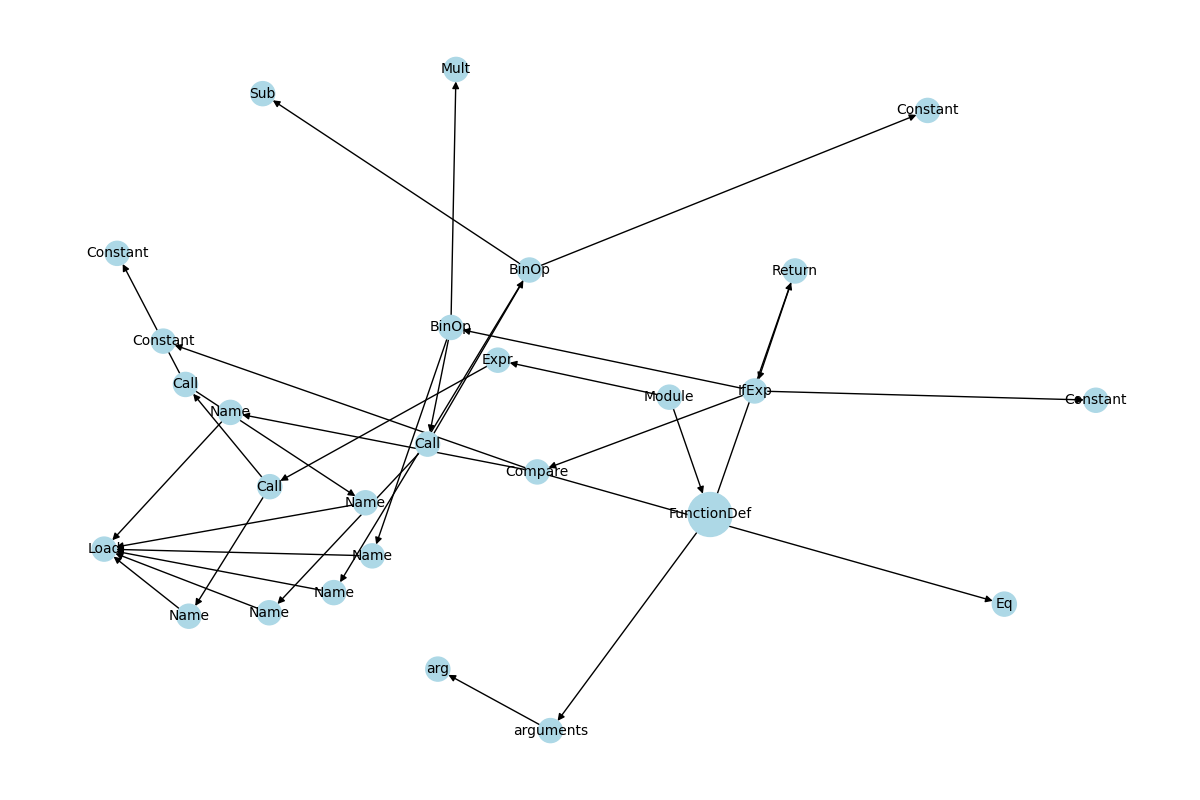 Mult
Sub
Constant
Constant
BinOp
Return
BinOp
Constant
Expr
Call
IfExp
Module
Constant
Name
Call
Compare
Call
Name
FunctionDef
Load
Name
Name
Eq
Name
Name
arg
arguments